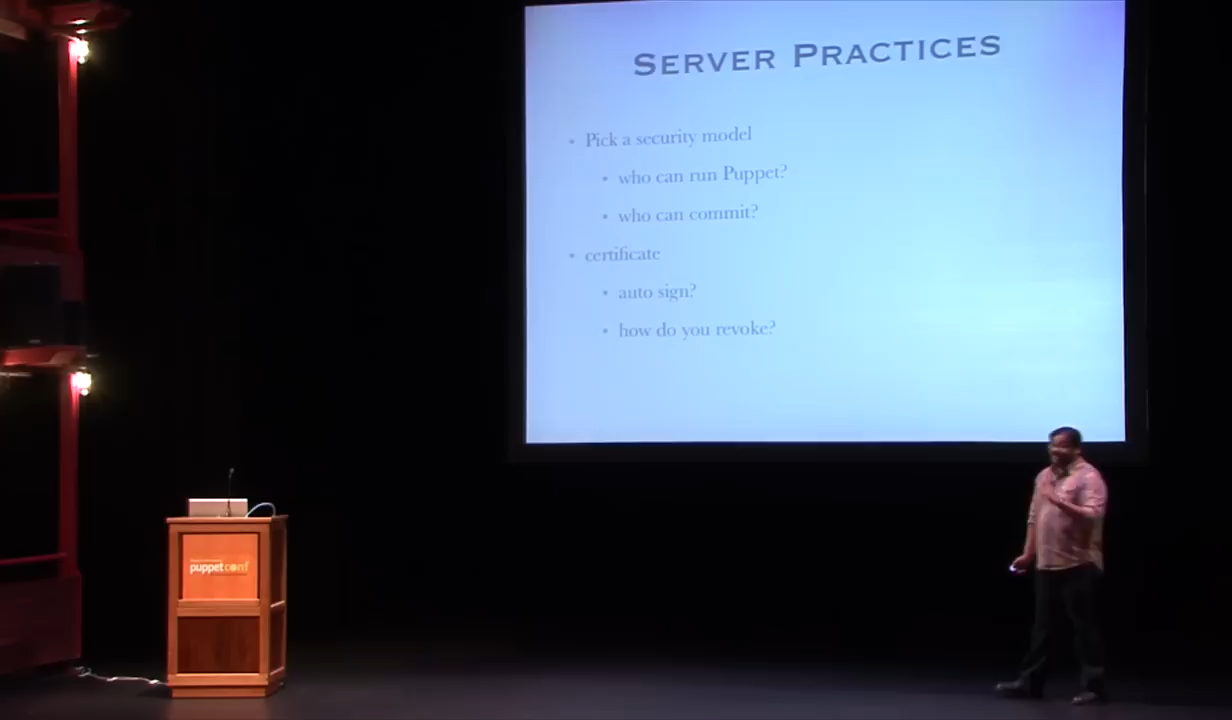 SERVER PRACTICES
• Pick a security model
• who can run Puppet?
• who can commit?
• certificate
• auto sign?
• how do you revoke?
puppetconf